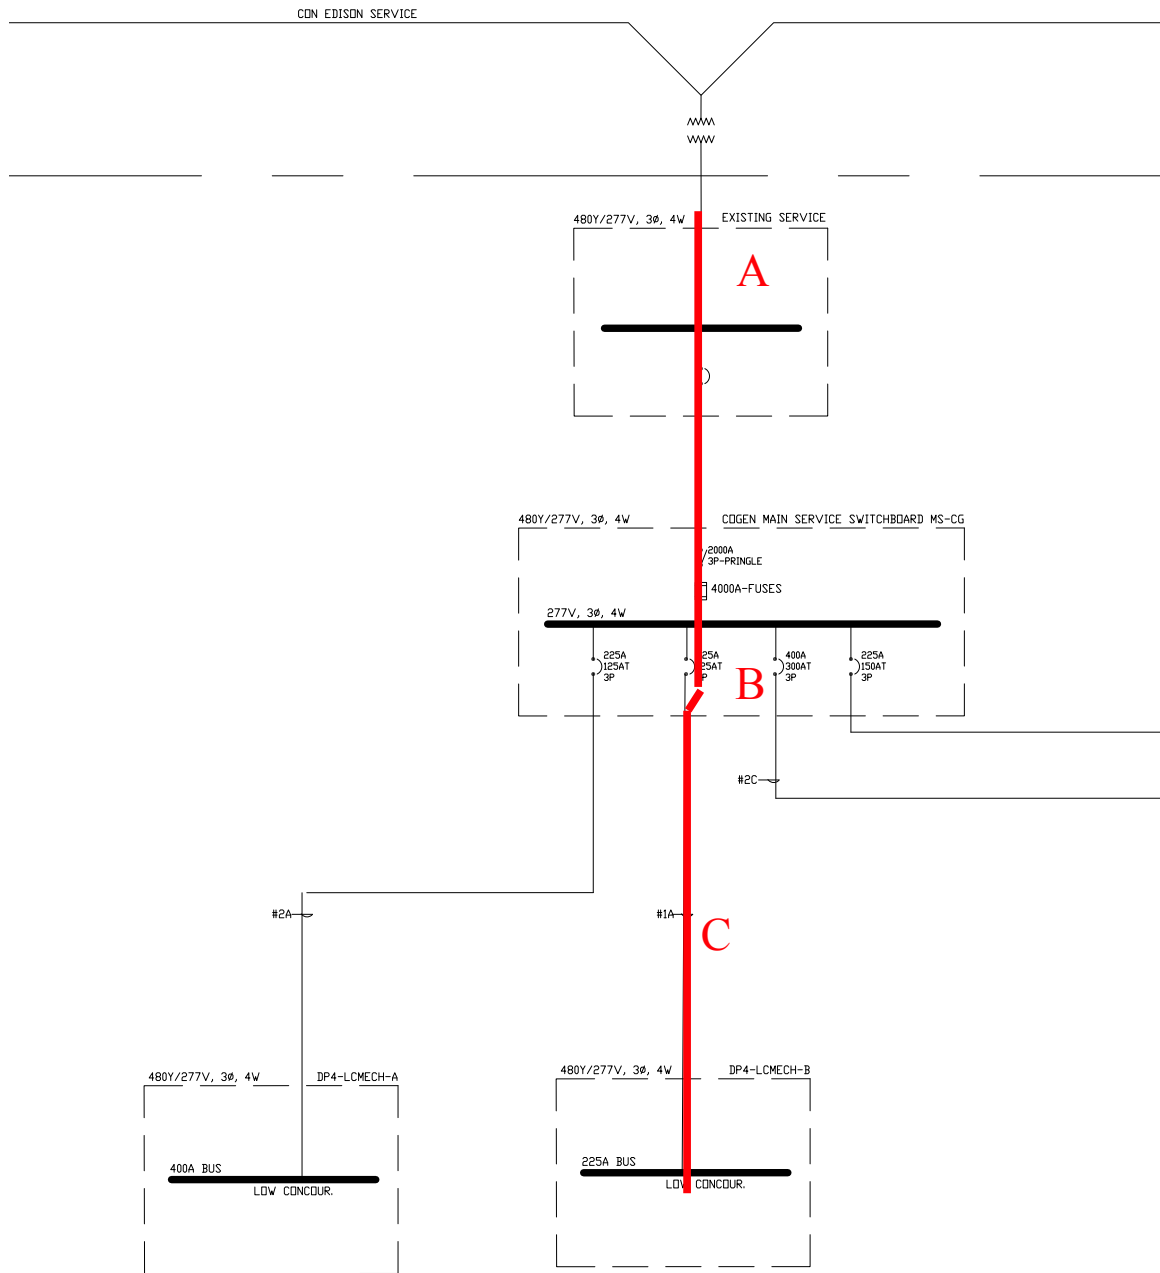 CON EDISON SERVICE
480Y/277V, 3Ø, 4W
EXISTING SERVICE
A
480Y/277V, 3Ø, 4W
COGEN MAIN SERVICE SWITCHBOARD MS-CG
2000A
3P-PRINGLE
4000A-FUSES
277V, 3Ø, 4W
225A
125AT
3P
25A
25AT
P
B
400A
300AT
3P
225A
150AT
3P
#2C
#2A
#1A
C
480Y/277V, 3Ø, 4W
DP4-LCMECH-A
400A BUS
LOW CONCOUR.
480Y/277V, 3Ø, 4W
DP4-LCMECH-B
225A BUS
LOW CONCOUR.